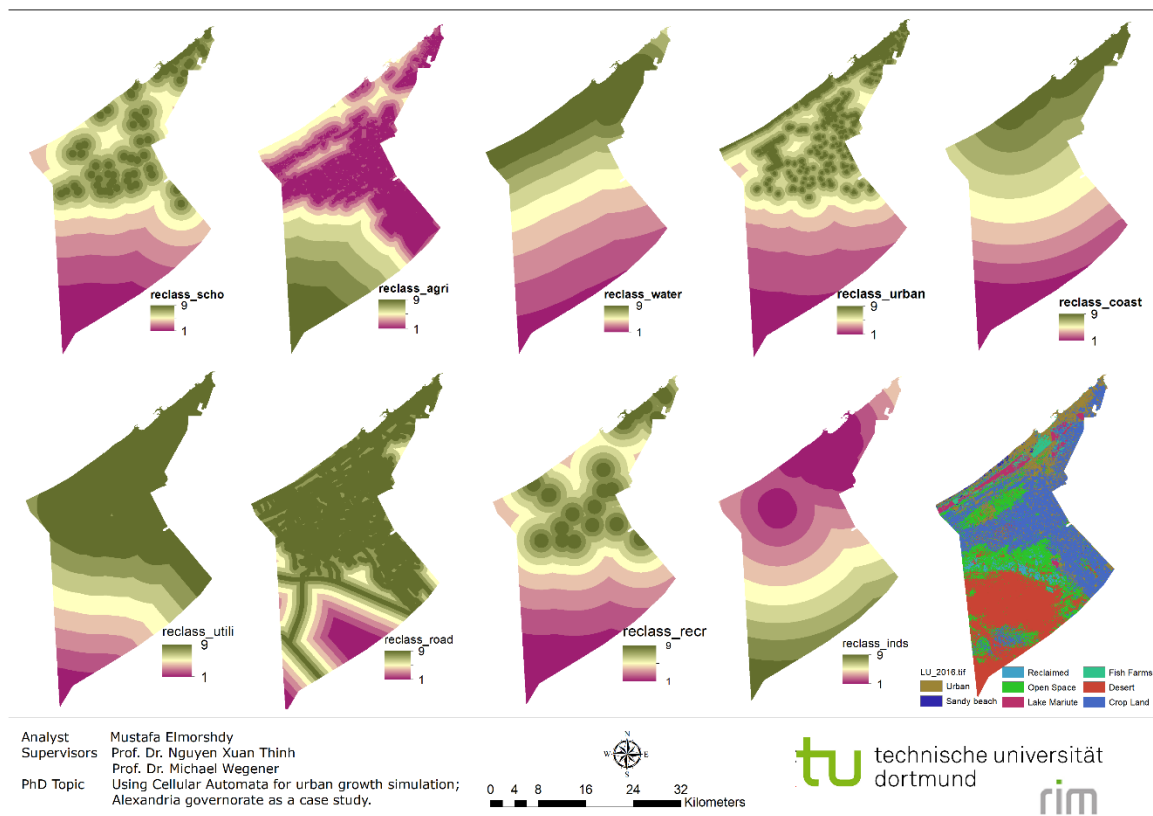 reclass_scho
9
1
reclass_agri
9
1
reclass_water
9
1
reclass_urban
9
1
reclass_coast
9
1
reclass_utili
9
1
reclass_road
9
1
reclass_recr
9
1
reclass_inds
9
1
LU_2016.tif
Urban
Sandy beach
Reclaimed
Open Space
Lake Mariute
Fish Farms
Desert
Crop Land
Analyst Mustafa Elmorshdy
Supervisors Prof. Dr. Nguyen Xuan Thinh
Prof. Dr. Michael Wegener
PhD Topic Using Cellular Automata for urban growth simulation;
Alexandria governorate as a case study.
N
W E
S
0 4 8 16 24 32
Kilometers
tu technische universität
dortmund
rim